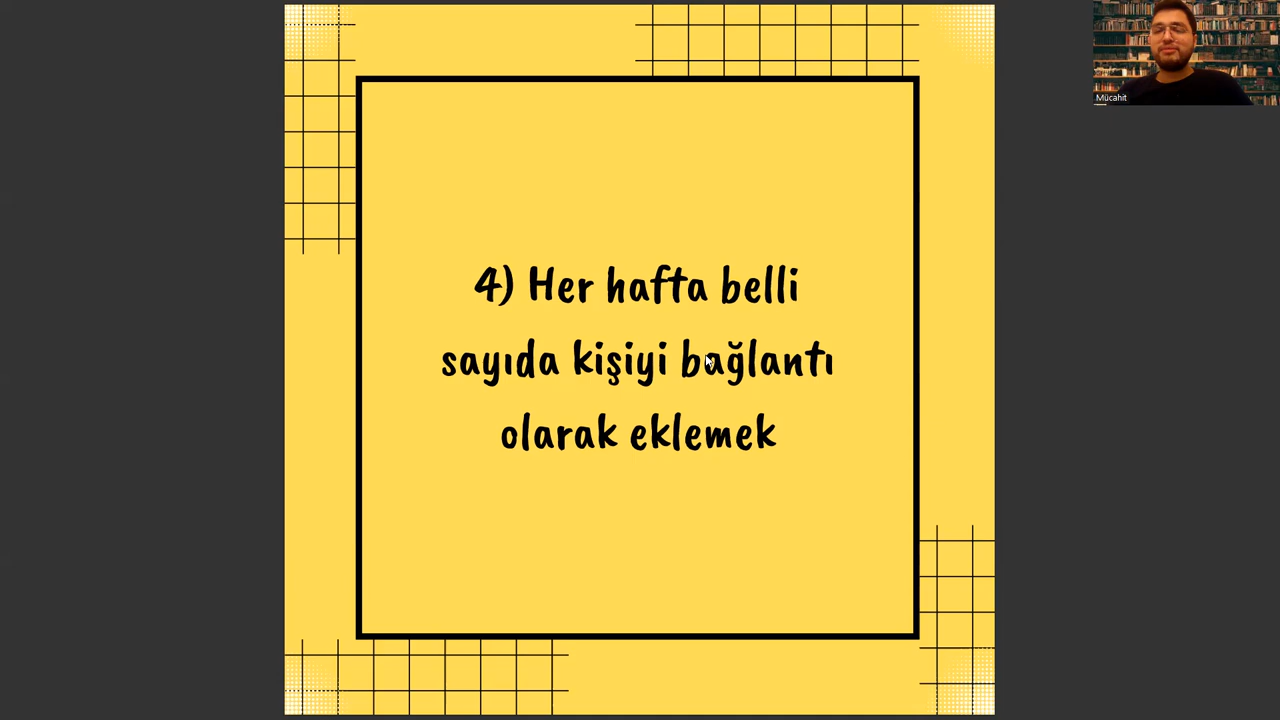 4) Her hafta belli
sayıda kişiyi bağlantı
olarak eklemek
Mücahit